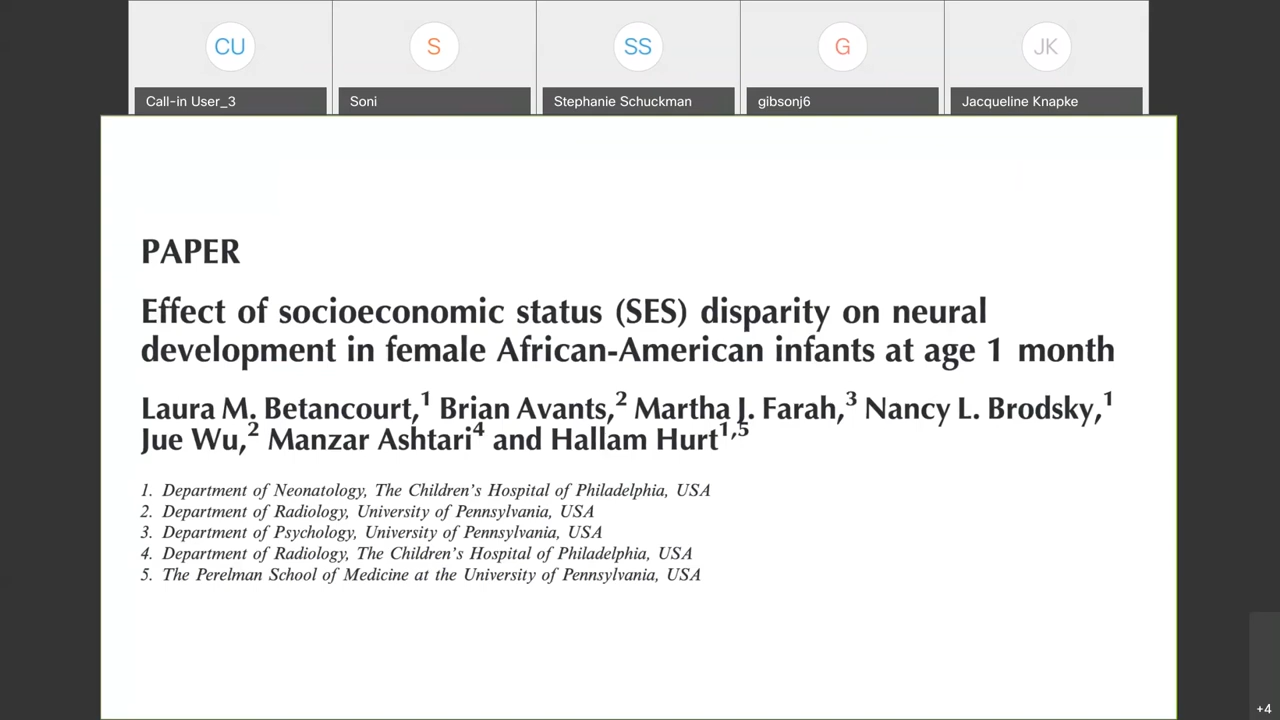 CU
S
SS
G
JK
Call-in User_3
Soni
Stephanie Schuckman
gibsonj6
Jacqueline Knapke
PAPER
Effect of socioeconomic status (SES) disparity on neural
development in female African-American infants at age 1 month
Laura M. Betancourt,1 Brian Avants,2 Martha J. Farah,3 Nancy L. Brodsky,1
Jue Wu,2 Manzar Ashtari4 and Hallam Hurt1,5
1. Department of Neonatology, The Children's Hospital of Philadelphia, USA
2. Department of Radiology, University of Pennsylvania, USA
3. Department of Psychology, University of Pennsylvania, USA
4. Department of Radiology, The Children's Hospital of Philadelphia, USA
5. The Perelman School of Medicine at the University of Pennsylvania, USA
+4